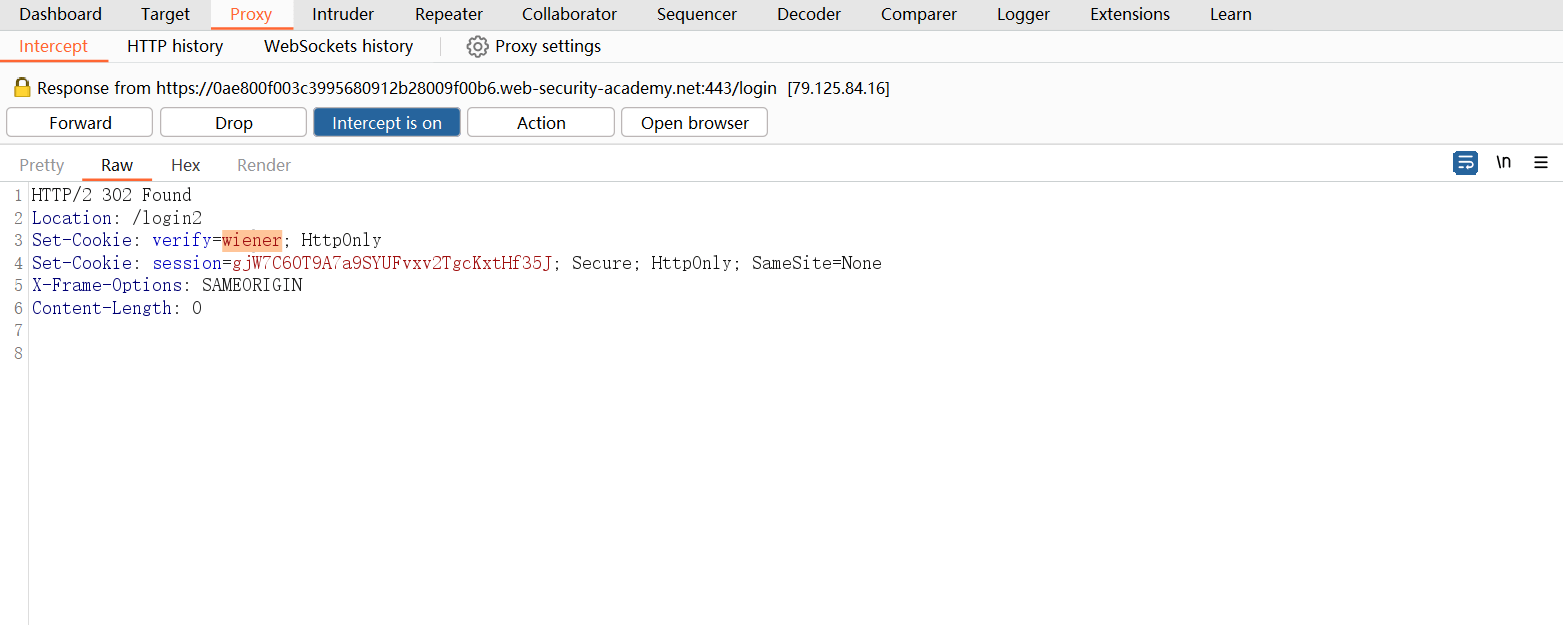 Dashboard Target Proxy Intruder Repeater Collaborator Sequencer Decoder Comparer Logger Extensions Learn
Intercept HTTP history WebSockets history Proxy settings
Response from https://0ae800f003c3995680912b28009f00b6.web-security-academy.net:443/login [79.125.84.16]
Forward Drop Intercept is on Action Open browser
Pretty Raw Hex Render \n
1 HTTP/2 302 Found
2 Location: /login2
3 Set-Cookie: verify=wiener; HttpOnly
4 Set-Cookie: session=gjW7C6OT9A7a9SYUFvxv2TgcKxtHf35J; Secure; HttpOnly; SameSite=None
5 X-Frame-Options: SAMEORIGIN
6 Content-Length: 0
7
8